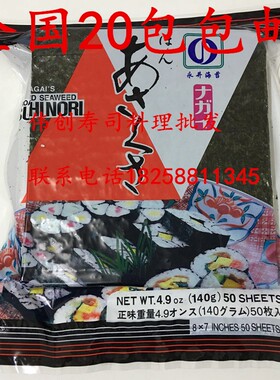 全国20包包邮
ほん
あさくさ
永井海苔
ナガイ
NAGAI'S
D SEAWEED
CHINORI
伟创寿司料理批发
联系电话13258811345
NET WT. 4.9 oz (140g) 50 SHEETS
正味重量4.9オンス(140グラム)50枚入
8×7 INCHES 50 SHEETS